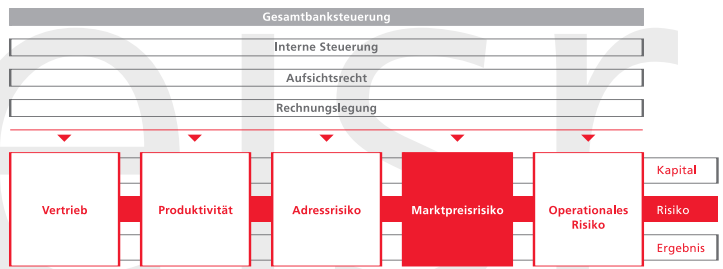 Gesamtbanksteuerung
Interne Steuerung
Aufsichtsrecht
Rechnungslegung
Kapital
Vertrieb
Produktivität
Adressrisiko
Marktpreisrisiko
Operationales
Risiko
Risiko
Ergebnis